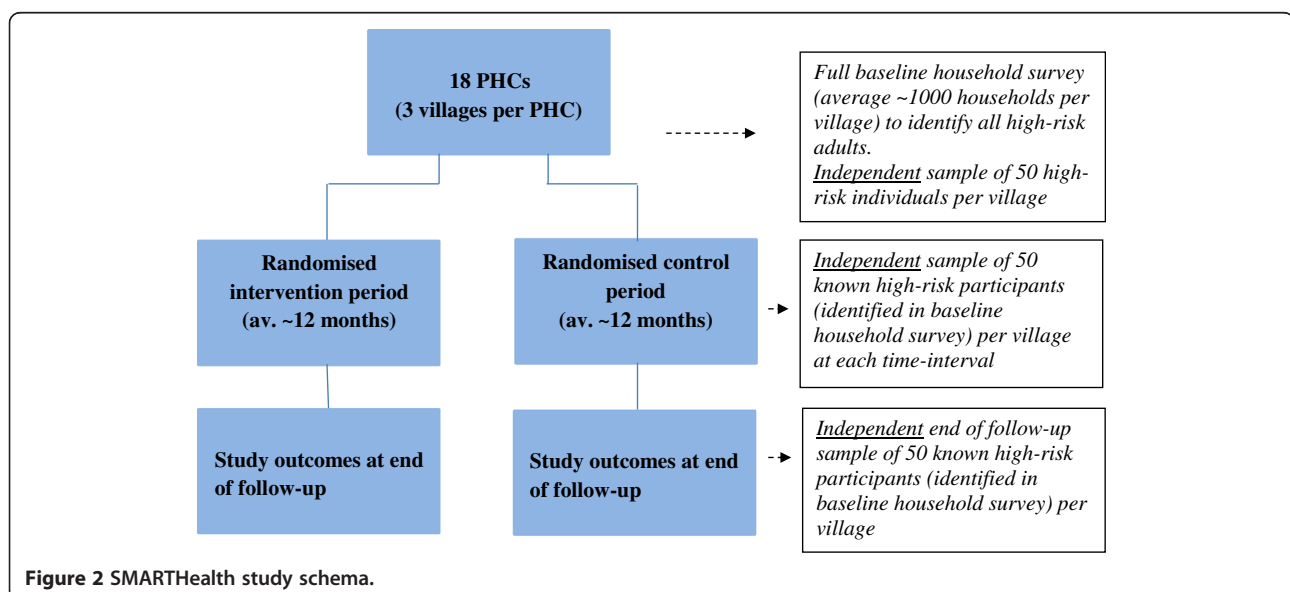 18 PHCs
(3 villages per PHC)
Full baseline household survey
(average ~1000 households per
village) to identify all high-risk
adults.
Independent sample of 50 high-
risk individuals per village
Randomised
intervention period
(av. ~12 months)
Randomised control
period
(av. ~12 months)
Independent sample of 50
known high-risk participants
(identified in baseline
household survey) per village
at each time-interval
Study outcomes at end
of follow-up
Study outcomes at end
of follow-up
Independent end of follow-up
sample of 50 known high-risk
participants (identified in
baseline household survey) per
village
Figure 2 SMARTHealth study schema.